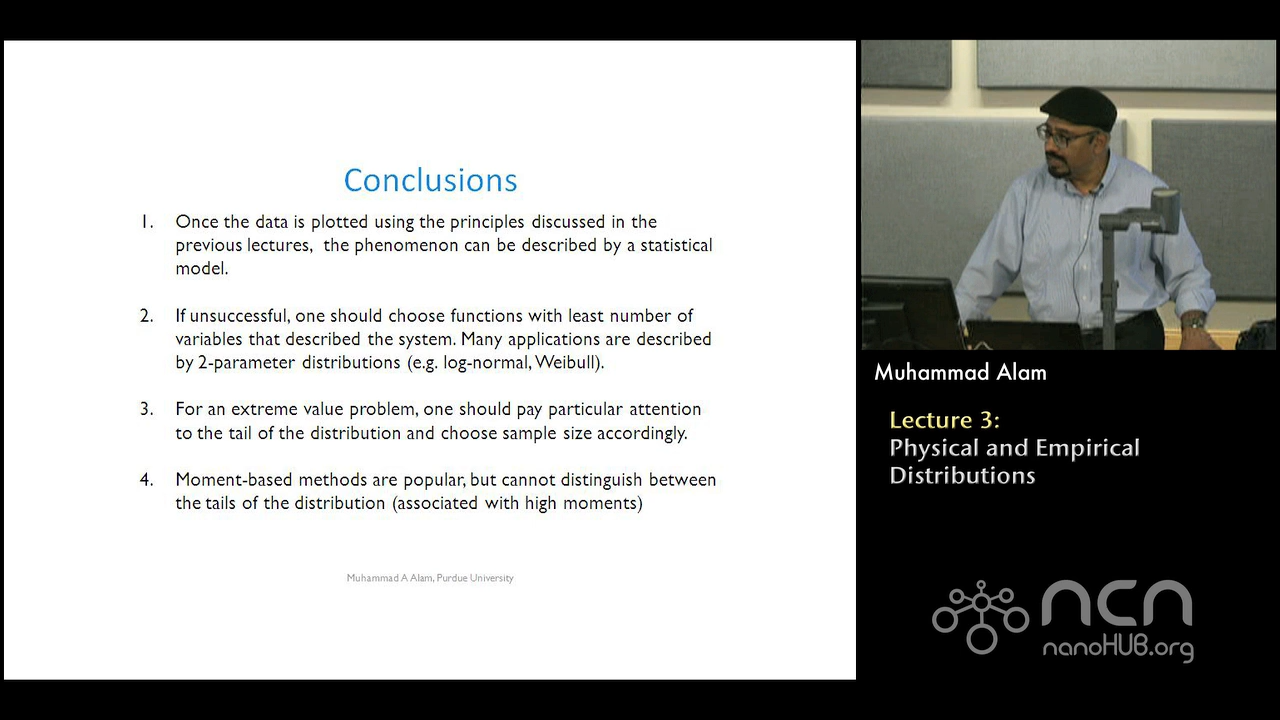 Conclusions
1. Once the data is plotted using the principles discussed in the
previous lectures, the phenomenon can be described by a statistical
model.
2. If unsuccessful, one should choose functions with least number of
variables that described the system. Many applications are described
by 2-parameter distributions (e.g. log-normal, Weibull).
3. For an extreme value problem, one should pay particular attention
to the tail of the distribution and choose sample size accordingly.
4. Moment-based methods are popular, but cannot distinguish between
the tails of the distribution (associated with high moments)
Muhammad A Alam, Purdue University
Muhammad Alam
Lecture 3:
Physical and Empirical
Distributions
ncn
nanoHUB.org